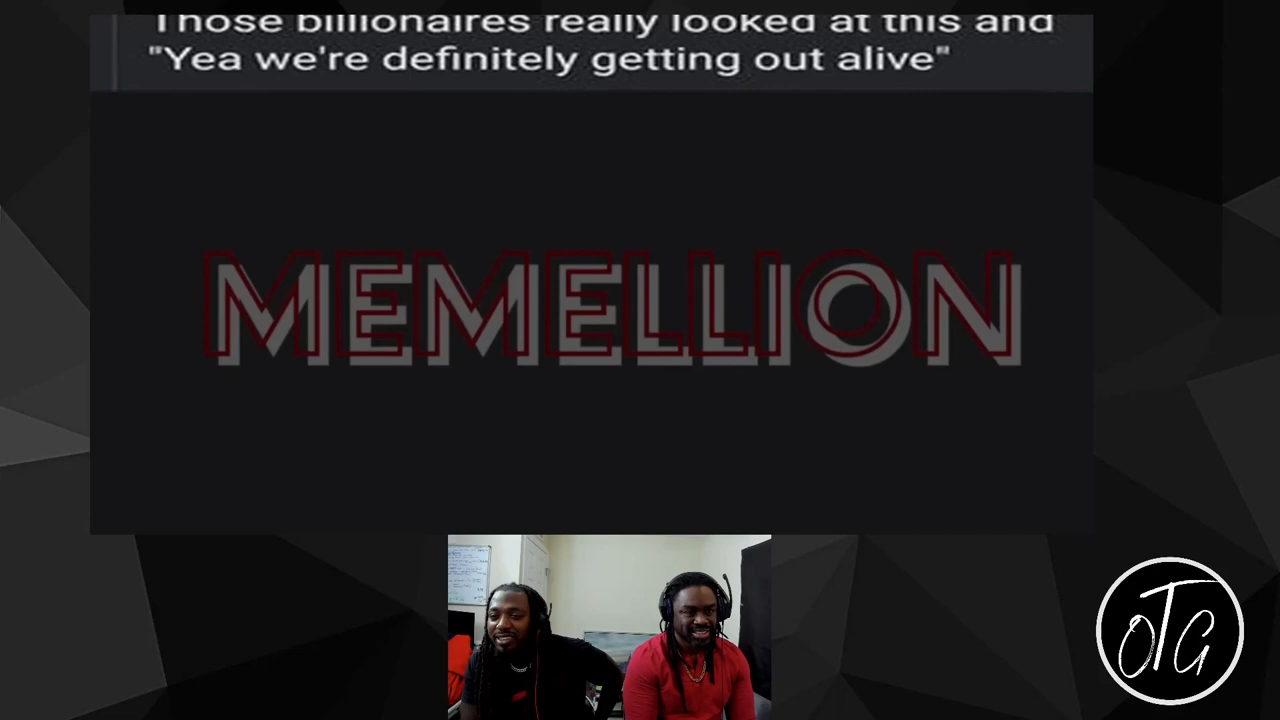 Those billionaires really looked at this and
"Yea we're definitely getting out alive"
MEMELLION
OTG